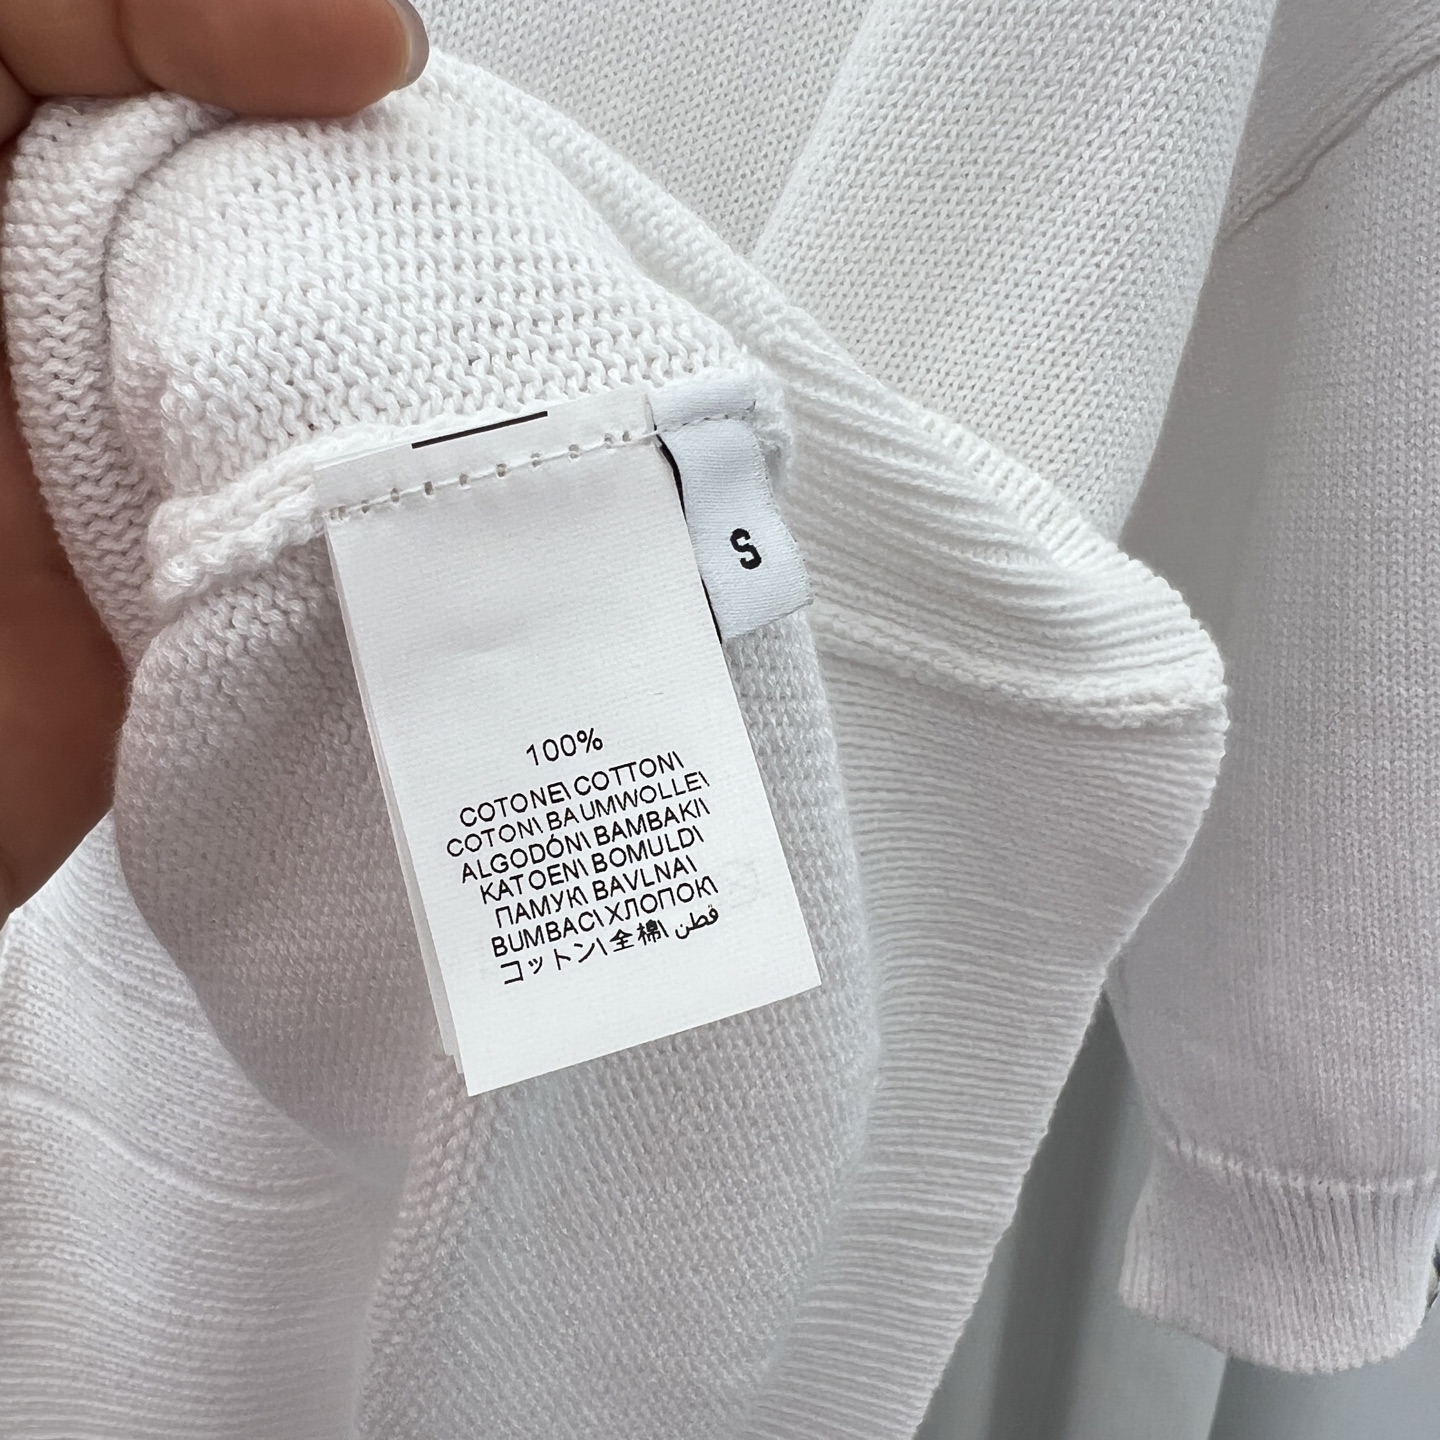 S
100%
COTONE\ COTTON\
COTON\ BAUMWOLLE\
ALGODÓN\ BAMBAKI\
KATOEN\ BOMULD\
ПАМУК\ BAVLNA\
BUMBAC\ ХЛОПОК\
コットン\ 全棉\ قطن